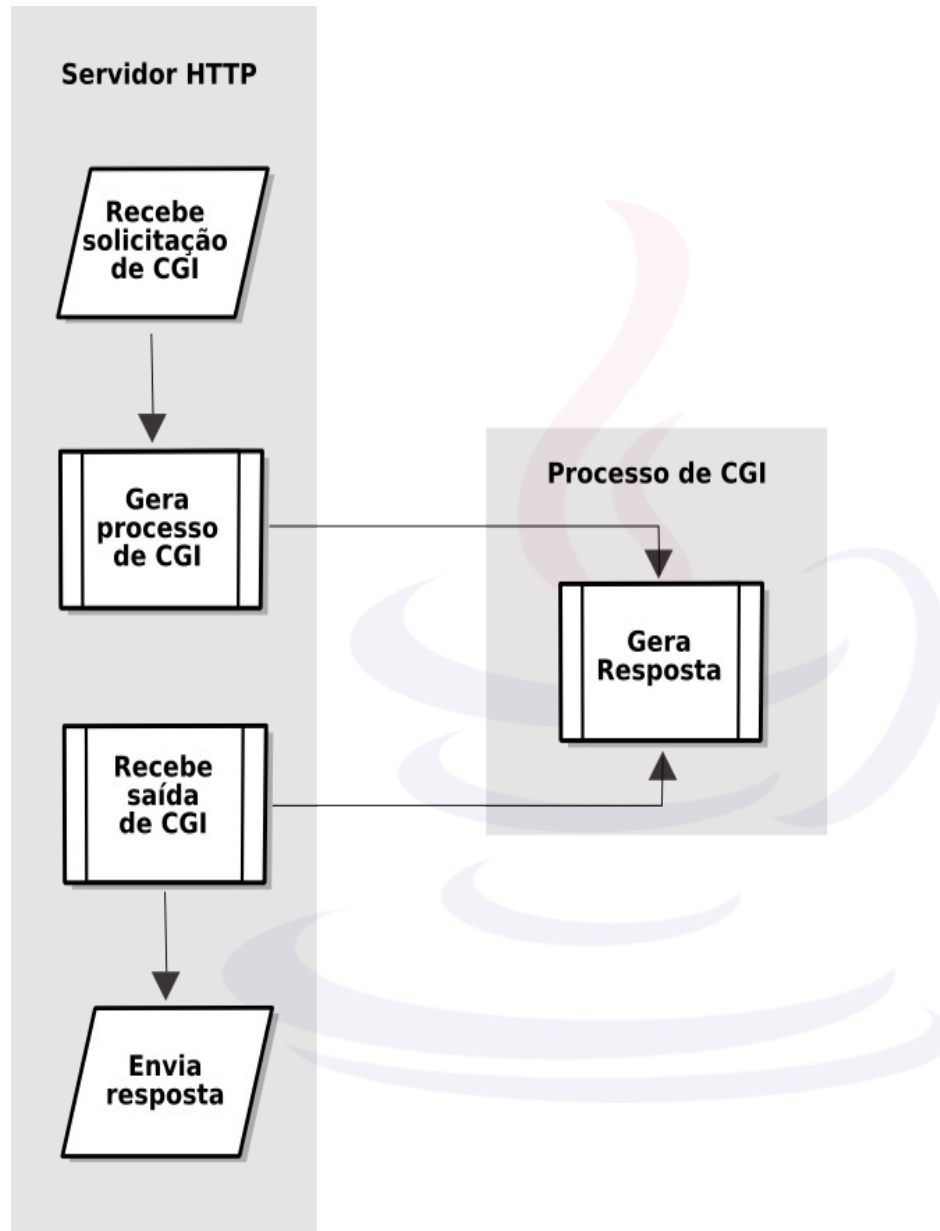 Servidor HTTP
Recebe
solicitação
de CGI
Gera
processo
de CGI
Processo de CGI
Gera
Resposta
Recebe
saída
de CGI
Envia
resposta